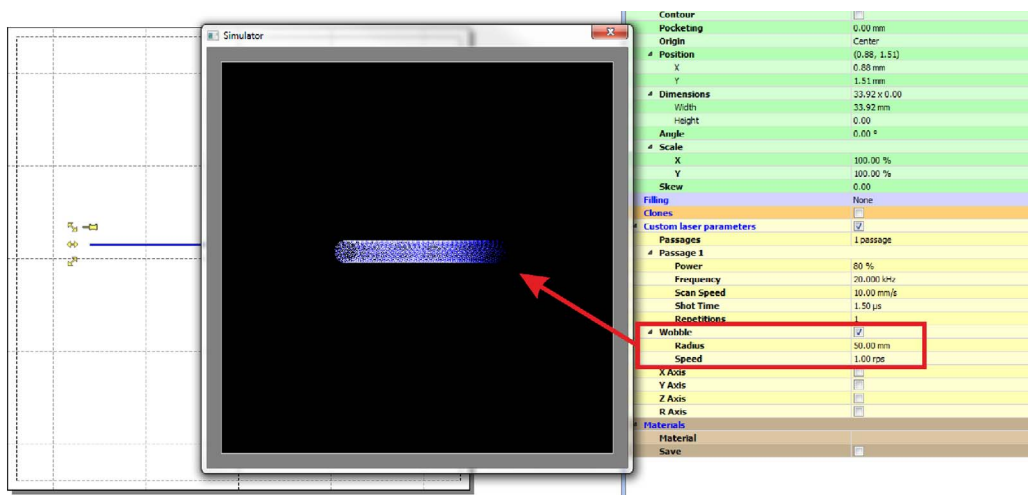 Simulator
X
Contour
Pocketing 0.00 mm
Origin Center
Position (0.88, 1.51)
X 0.88 mm
Y 1.51 mm
Dimensions 33.92 x 0.00
Width 33.92 mm
Height 0.00
Angle 0.00 °
Scale
X 100.00 %
Y 100.00 %
Skew 0.00
Filling None
Clones
Custom laser parameters
Passages 1 passage
Passage 1
Power 80 %
Frequency 20.000 kHz
Scan Speed 10.00 mm/s
Shot Time 1.50 µs
Repetitions 1
Wobble
Radius 50.00 mm
Speed 1.00 rps
X Axis
Y Axis
Z Axis
R Axis
Materials
Material
Save